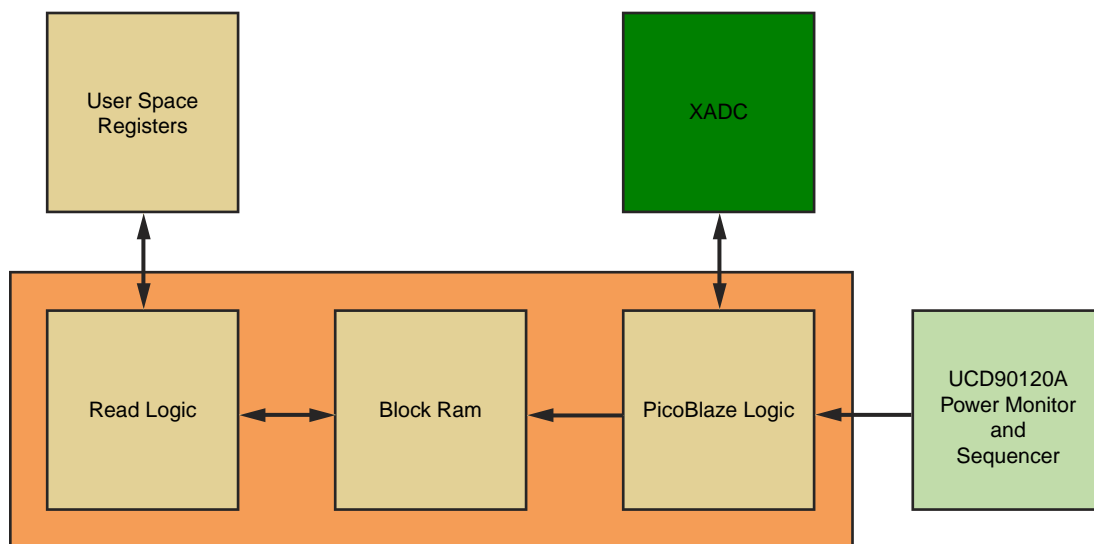 User Space
Registers
XADC
Read Logic
Block Ram
PicoBlaze Logic
UCD90120A
Power Monitor
and
Sequencer